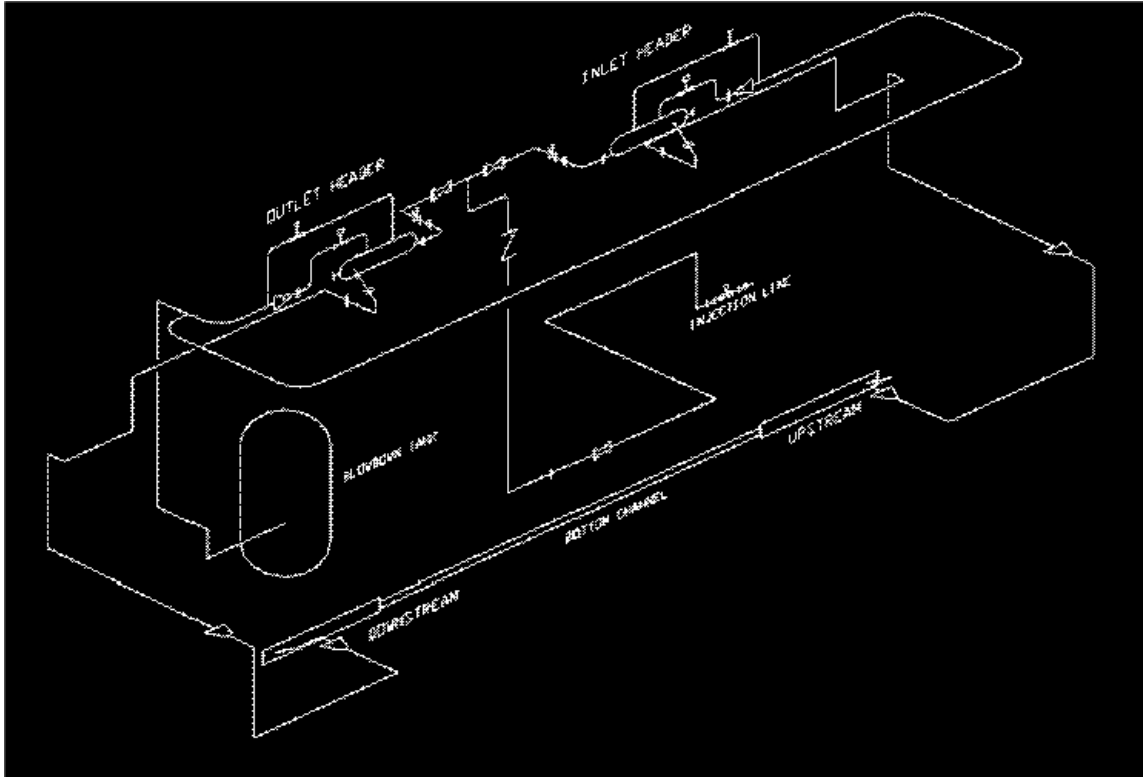 INLET HEADER
OUTLET HEADER
INJECTION LINE
BLOWDOWN TANK
UPSTREAM
BOTTOM CHANNEL
DOWNSTREAM